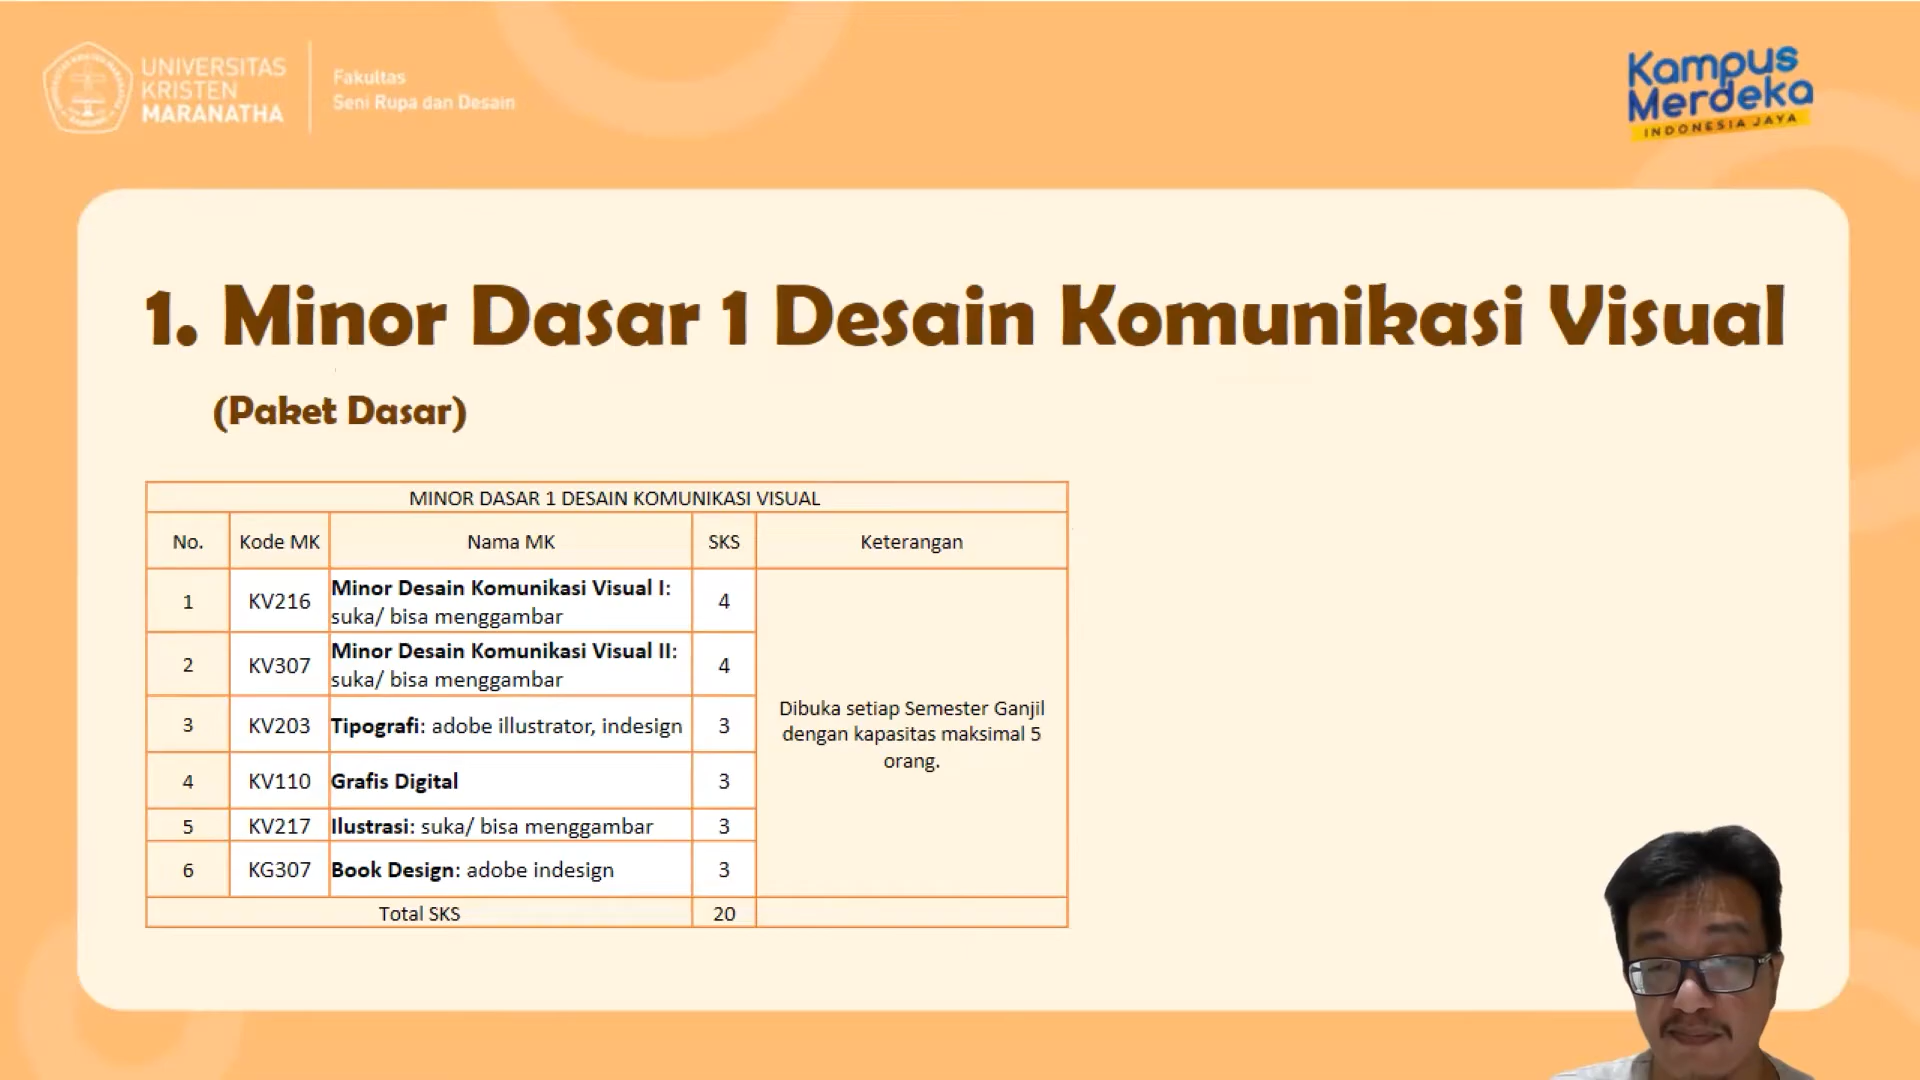 UNIVERSITAS
KRISTEN
MARANATHA
Fakultas
Seni Rupa dan Desain
Kampus
Merdeka
INDONESIA JAYA
1. Minor Dasar 1 Desain Komunikasi Visual
(Paket Dasar)
MINOR DASAR 1 DESAIN KOMUNIKASI VISUAL
No. Kode MK Nama MK SKS Keterangan
1 KV216 Minor Desain Komunikasi Visual I: suka/ bisa menggambar 4
2 KV307 Minor Desain Komunikasi Visual II: suka/ bisa menggambar 4
3 KV203 Tipografi: adobe illustrator, indesign 3
4 KV110 Grafis Digital 3
5 KV217 Ilustrasi: suka/ bisa menggambar 3
6 KG307 Book Design: adobe indesign 3
Dibuka setiap Semester Ganjil
dengan kapasitas maksimal 5
orang.
Total SKS 20